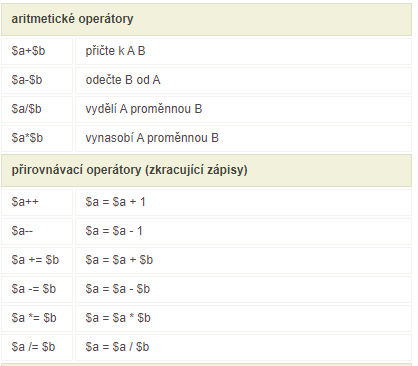 aritmetické operátory
$a+$b přičte k A B
$a-$b odečte B od A
$a/$b vydělí A proměnnou B
$a*$b vynasobí A proměnnou B
přirovnávací operátory (zkracující zápisy)
$a++ $a = $a + 1
$a-- $a = $a - 1
$a += $b $a = $a + $b
$a -= $b $a = $a - $b
$a *= $b $a = $a * $b
$a /= $b $a = $a / $b